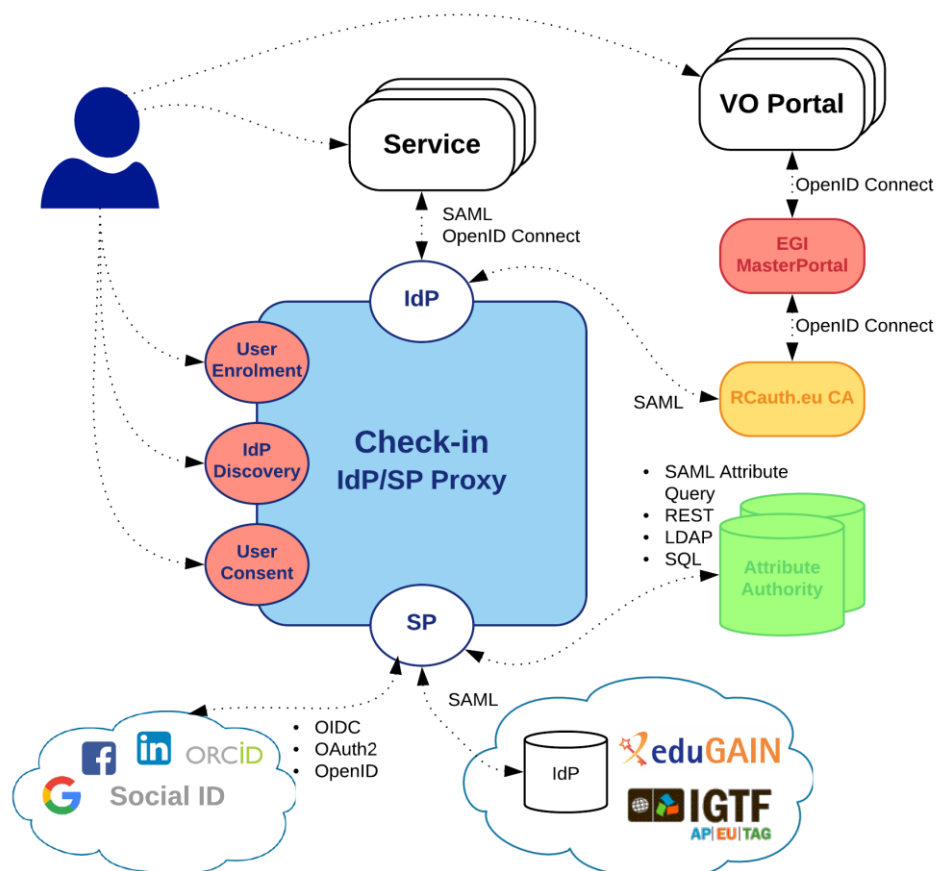 VO Portal
Service
OpenID Connect
SAML
OpenID Connect
EGI
MasterPortal
IdP
OpenID Connect
User
Enrolment
RCauth.eu CA
SAML
Check-in
IdP/SP Proxy
IdP
Discovery
• SAML Attribute
Query
• REST
• LDAP
• SQL
User
Consent
Attribute
Authority
SP
SAML
• OIDC
• OAuth2
• OpenID
in
ORCiD
f
G
Social ID
IdP
eduGAIN
IGTF
AP|EU|TAG